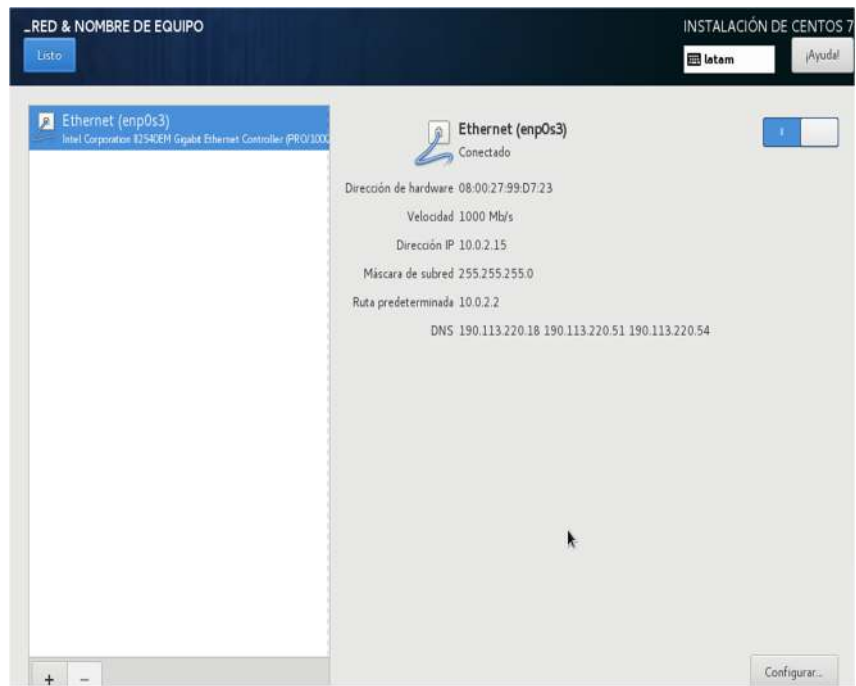 _RED & NOMBRE DE EQUIPO
INSTALACIÓN DE CENTOS 7
Listo
latam
¡Ayuda!
Ethernet (enp0s3)
Intel Corporation 82540EM Gigabit Ethernet Controller (PRO/1000
Ethernet (enp0s3)
Conectado
Dirección de hardware 08:00:27:99:D7:23
Velocidad 1000 Mb/s
Dirección IP 10.0.2.15
Máscara de subred 255.255.255.0
Ruta predeterminada 10.0.2.2
DNS 190.113.220.18 190.113.220.51 190.113.220.54
+ −
Configurar...